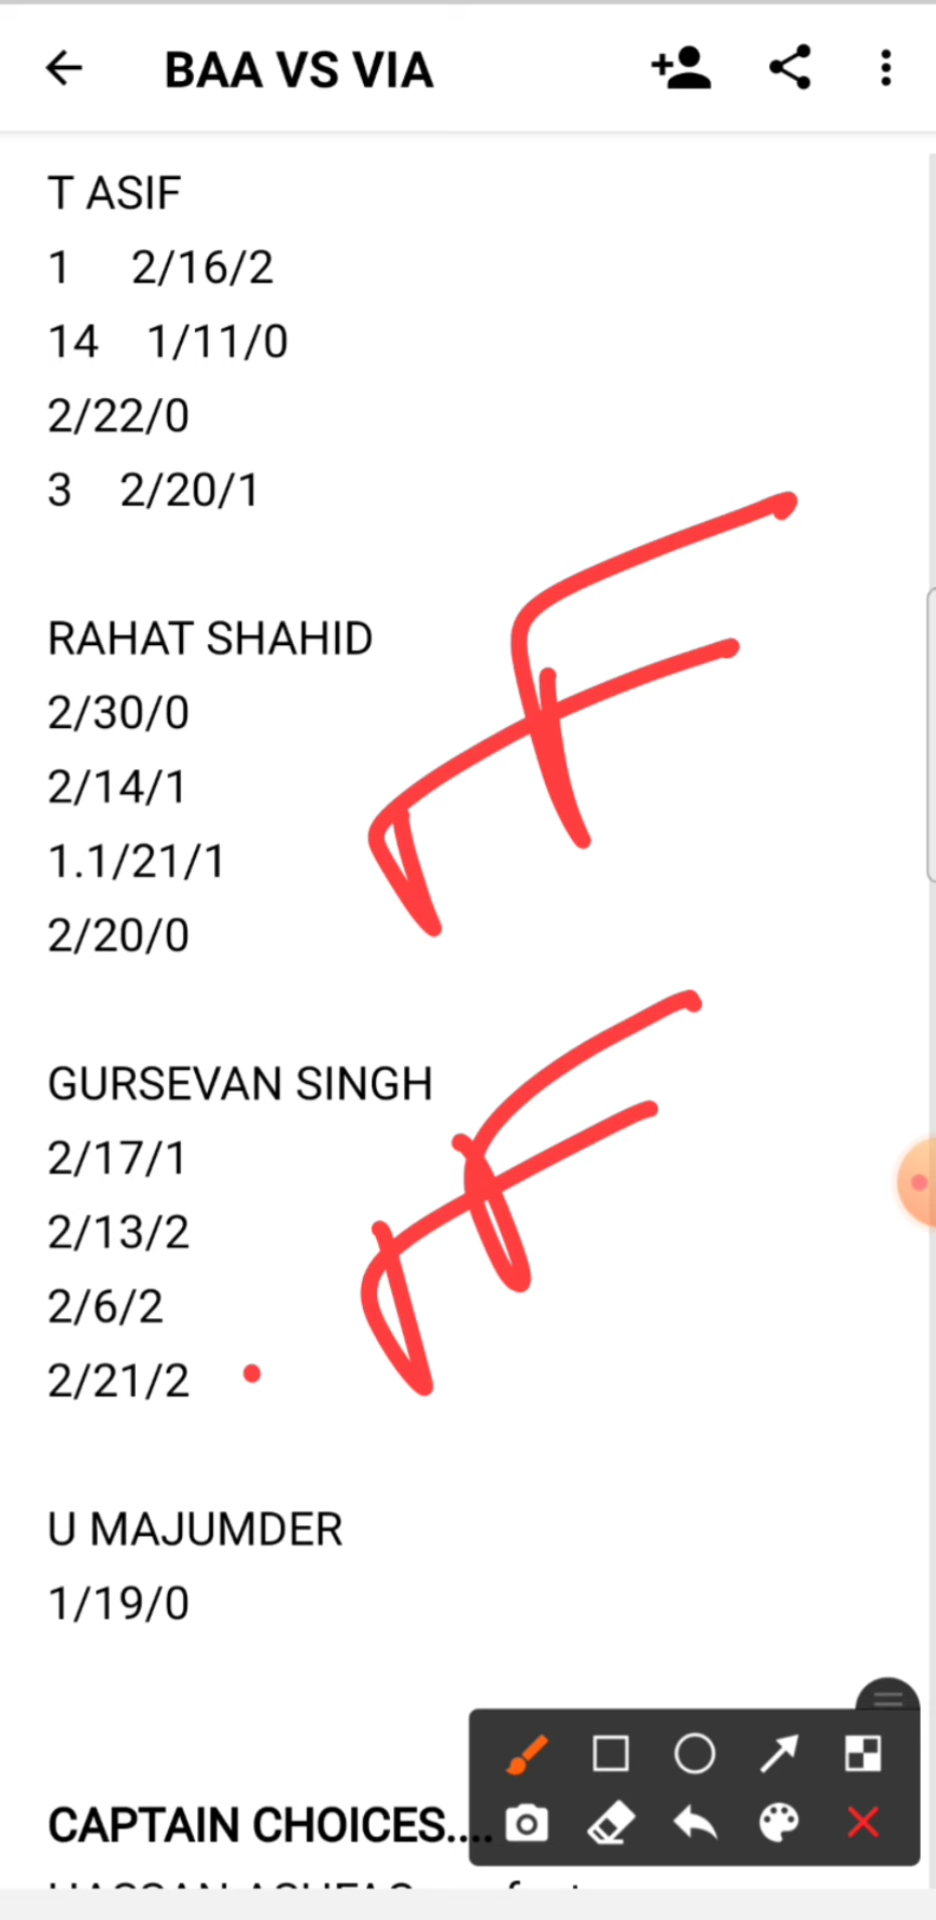 BAA VS VIA
T ASIF
1 2/16/2
14 1/11/0
2/22/0
3 2/20/1
RAHAT SHAHID
2/30/0
2/14/1
1.1/21/1
2/20/0
GURSEVAN SINGH
2/17/1
2/13/2
2/6/2
2/21/2
U MAJUMDER
1/19/0
CAPTAIN CHOICES....